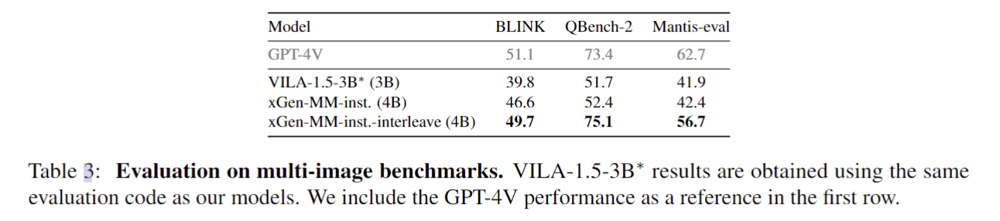 Model BLINK QBench-2 Mantis-eval
GPT-4V 51.1 73.4 62.7
VILA-1.5-3B* (3B) 39.8 51.7 41.9
xGen-MM-inst. (4B) 46.6 52.4 42.4
xGen-MM-inst.-interleave (4B) 49.7 75.1 56.7
Table 3: Evaluation on multi-image benchmarks. VILA-1.5-3B* results are obtained using the same
evaluation code as our models. We include the GPT-4V performance as a reference in the first row.